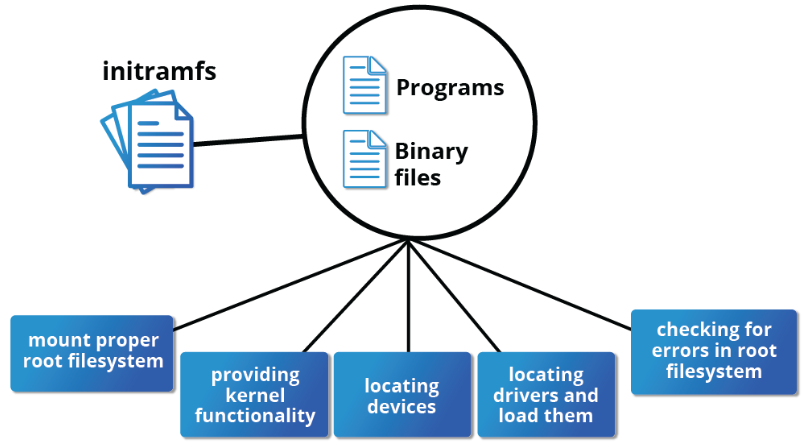 initramfs
Programs
Binary
files
mount proper
root filesystem
providing
kernel
functionality
locating
devices
locating
drivers and
load them
checking for
errors in root
filesystem